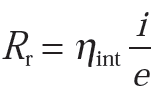 R_r = η_int i/e